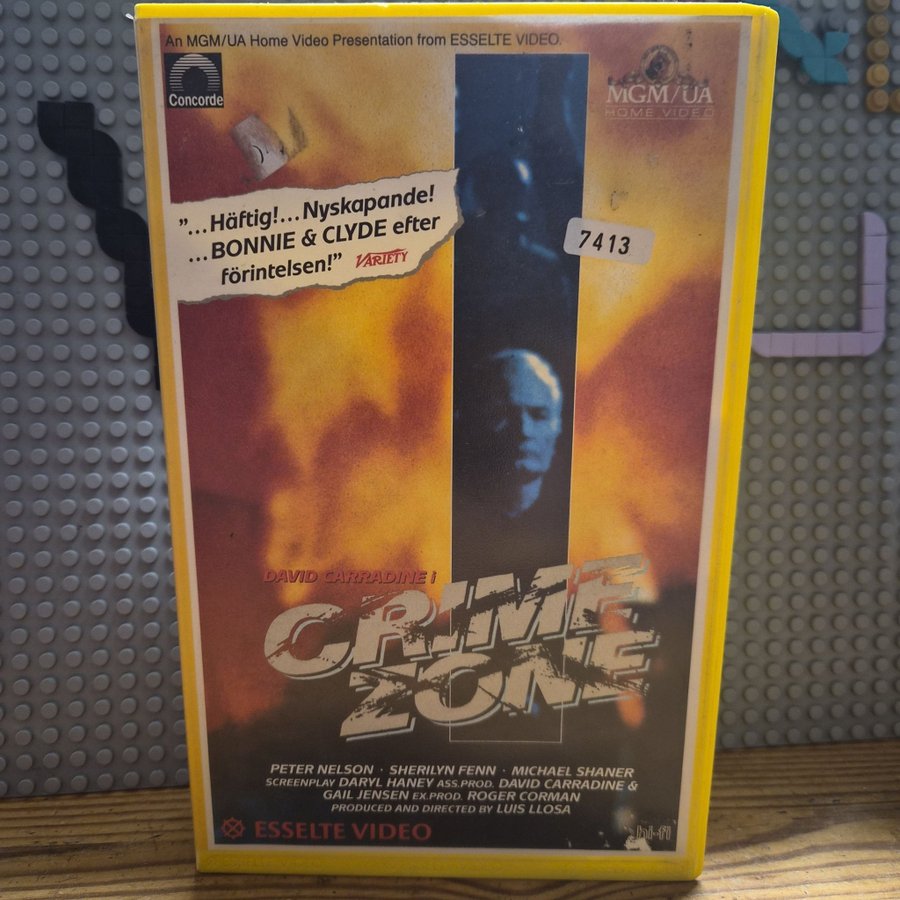 An MGM/UA Home Video Presentation from ESSELTE VIDEO.
Concorde
MGM/UA
HOME VIDEO
"...Häftig!...Nyskapande!
...BONNIE & CLYDE efter
förintelsen!" VARIETY
7413
DAVID CARRADINE i
CRIME
ZONE
PETER NELSON · SHERILYN FENN · MICHAEL SHANER
SCREENPLAY DARYL HANEY ASS.PROD. DAVID CARRADINE &
GAIL JENSEN EX.PROD. ROGER CORMAN
PRODUCED AND DIRECTED BY LUIS LLOSA
ESSELTE VIDEO
hi-fi